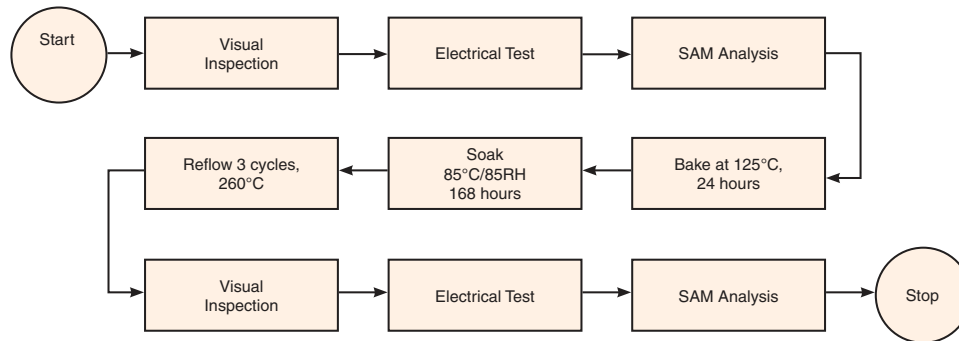 Start
Visual
Inspection
Electrical Test
SAM Analysis
Reflow 3 cycles,
260°C
Soak
85°C/85RH
168 hours
Bake at 125°C,
24 hours
Visual
Inspection
Electrical Test
SAM Analysis
Stop